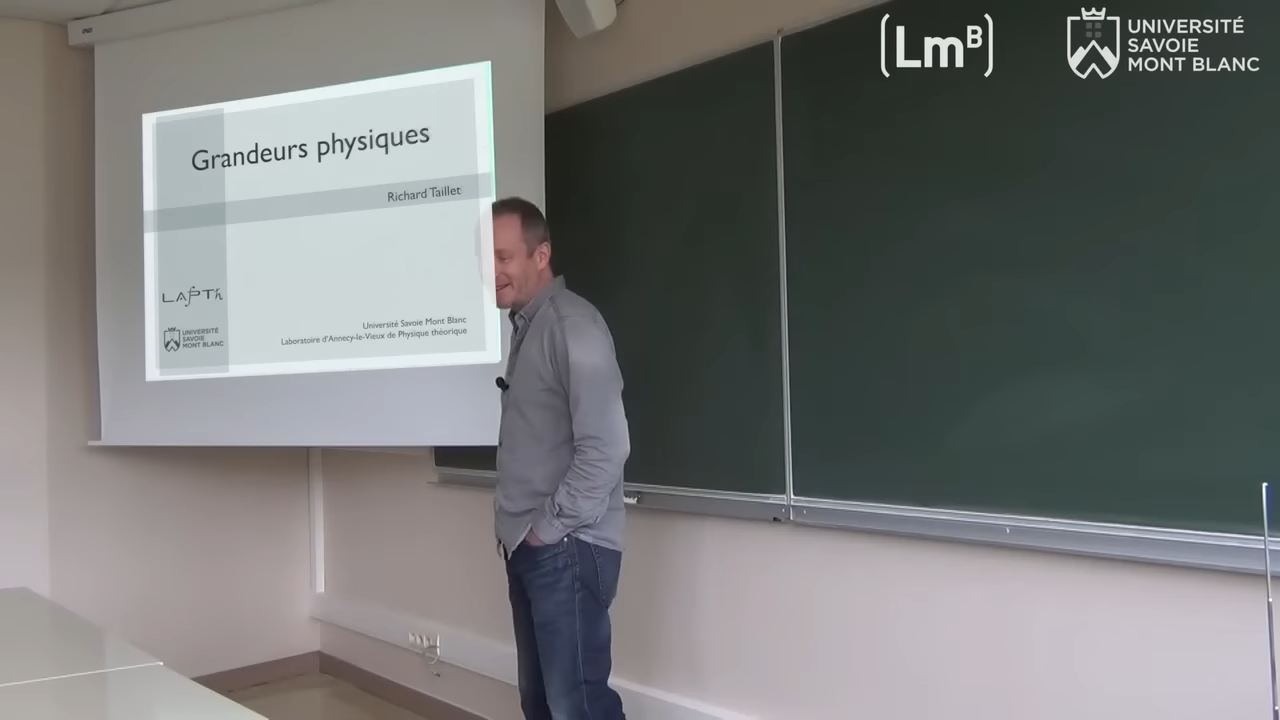 [LmB]
UNIVERSITÉ
SAVOIE
MONT BLANC
Grandeurs physiques
Richard Taillet
LAPTh
UNIVERSITÉ
SAVOIE
MONT BLANC
Université Savoie Mont Blanc
Laboratoire d'Annecy-le-Vieux de Physique théorique